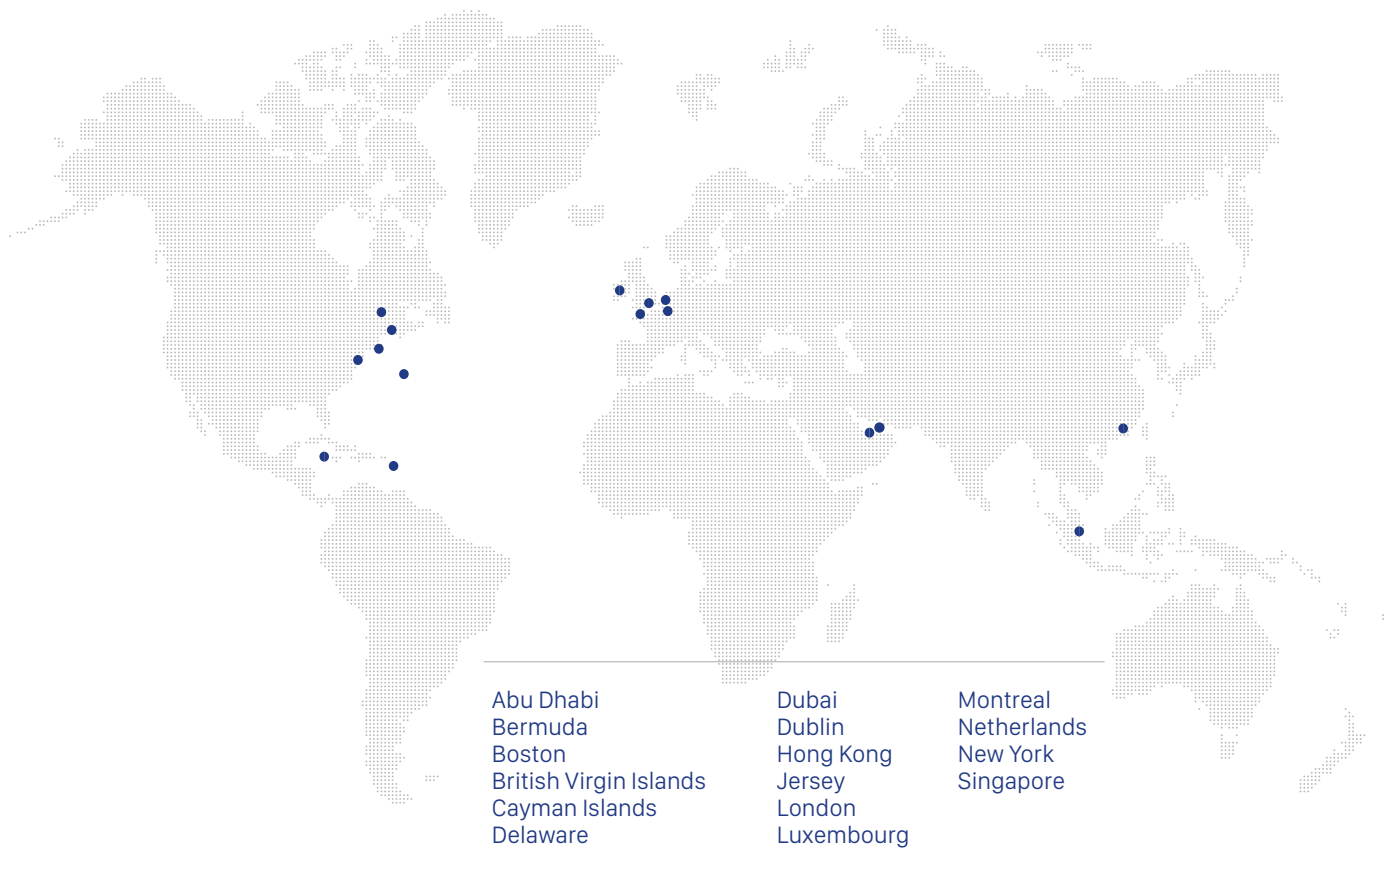 Abu Dhabi
Bermuda
Boston
British Virgin Islands
Cayman Islands
Delaware
Dubai
Dublin
Hong Kong
Jersey
London
Luxembourg
Montreal
Netherlands
New York
Singapore